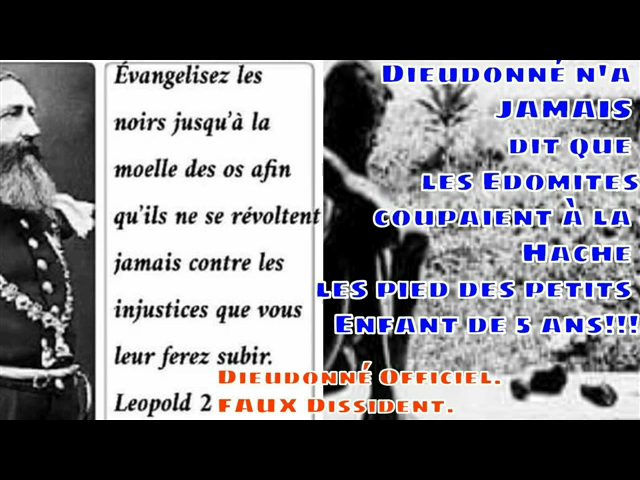 Évangelisez les
noirs jusqu'à la
moelle des os afin
qu'ils ne se révoltent
jamais contre les
injustices que vous
leur ferez subir.
Leopold 2
Dieudonné n'a
JAMAIS
dit que
les Edomites
coupaient à la
Hache
les pied des petits
Enfant de 5 ans!!!
Dieudonné Officiel.
FAUX Dissident.